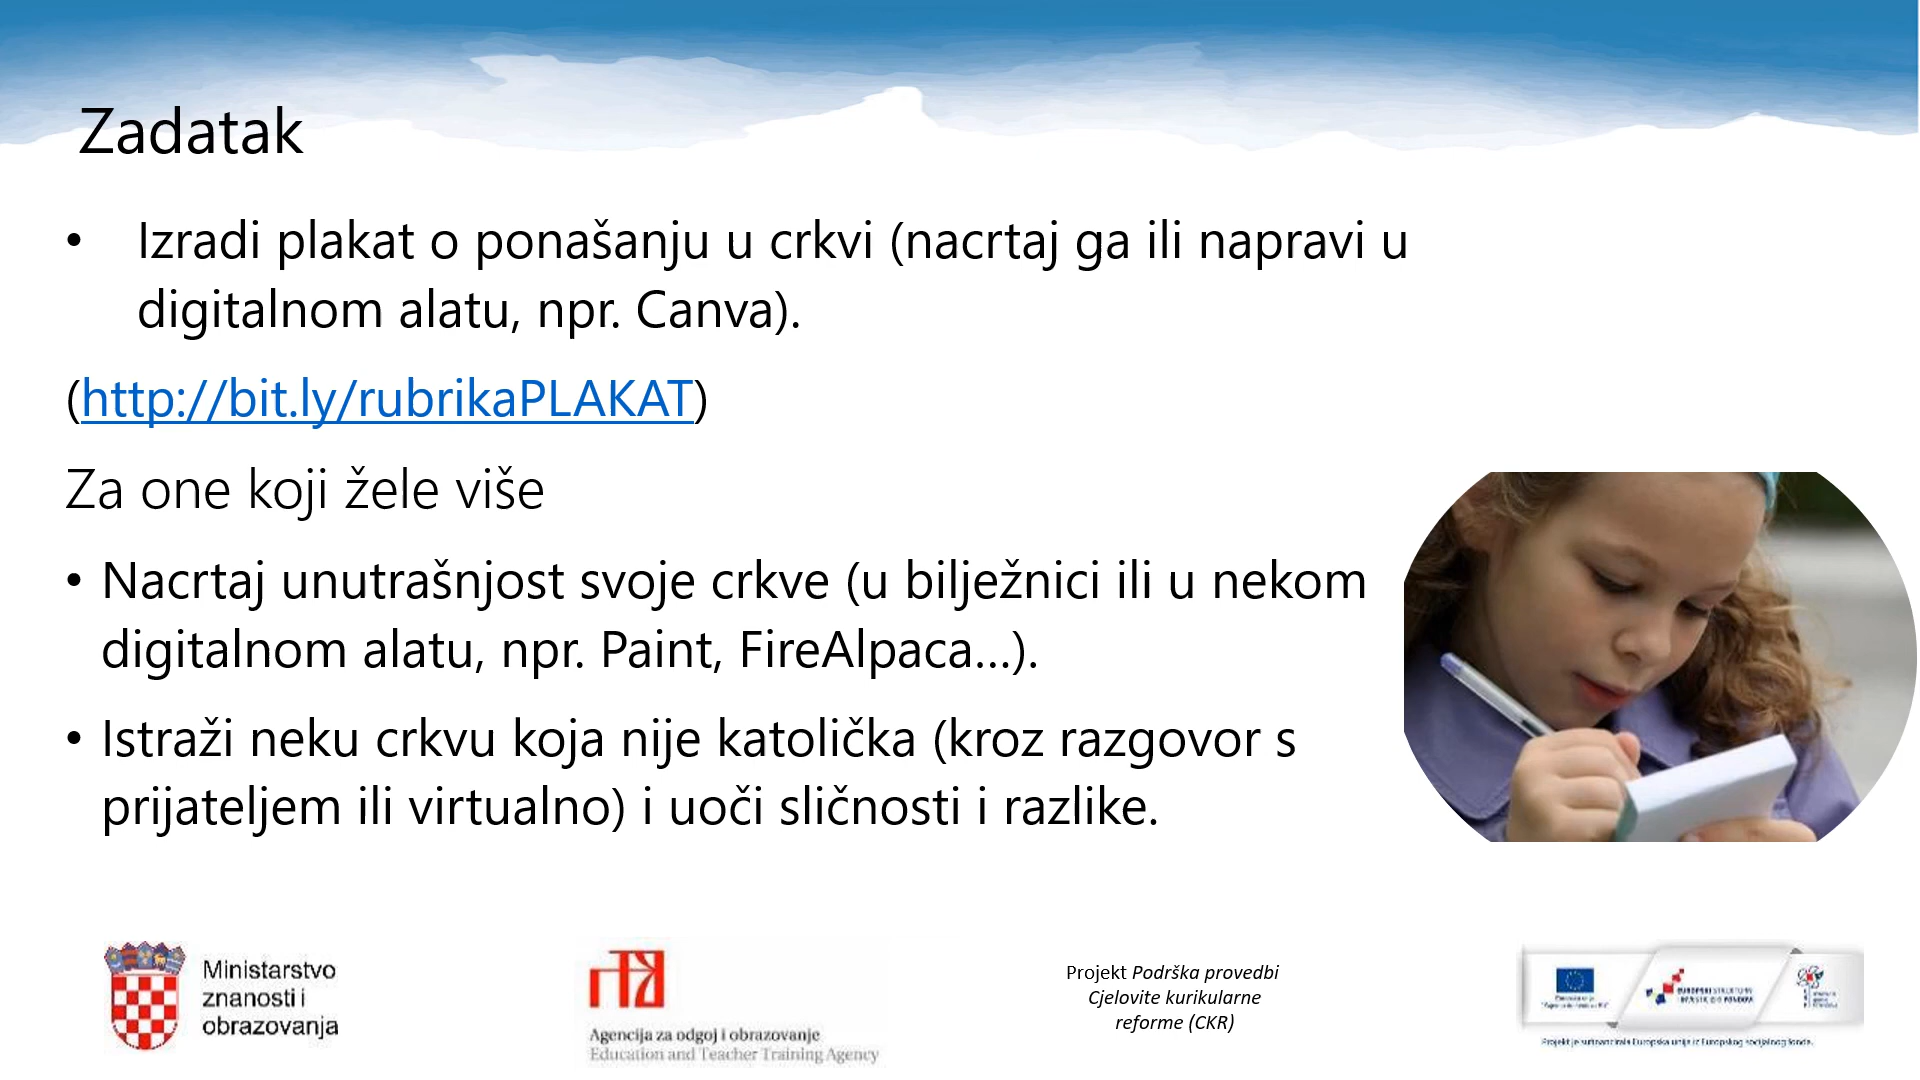 Zadatak
• Izradi plakat o ponašanju u crkvi (nacrtaj ga ili napravi u
digitalnom alatu, npr. Canva).
(http://bit.ly/rubrikaPLAKAT)
Za one koji žele više
• Nacrtaj unutrašnjost svoje crkve (u bilježnici ili u nekom
digitalnom alatu, npr. Paint, FireAlpaca...).
• Istraži neku crkvu koja nije katolička (kroz razgovor s
prijateljem ili virtualno) i uoči sličnosti i razlike.
Ministarstvo
znanosti i
obrazovanja
Agencija za odgoj i obrazovanje
Education and Teacher Training Agency
Projekt Podrška provedbi
Cjelovite kurikularne
reforme (CKR)
Projekt je sufinancirala Europska unija iz Europskog socijalnog fonda.